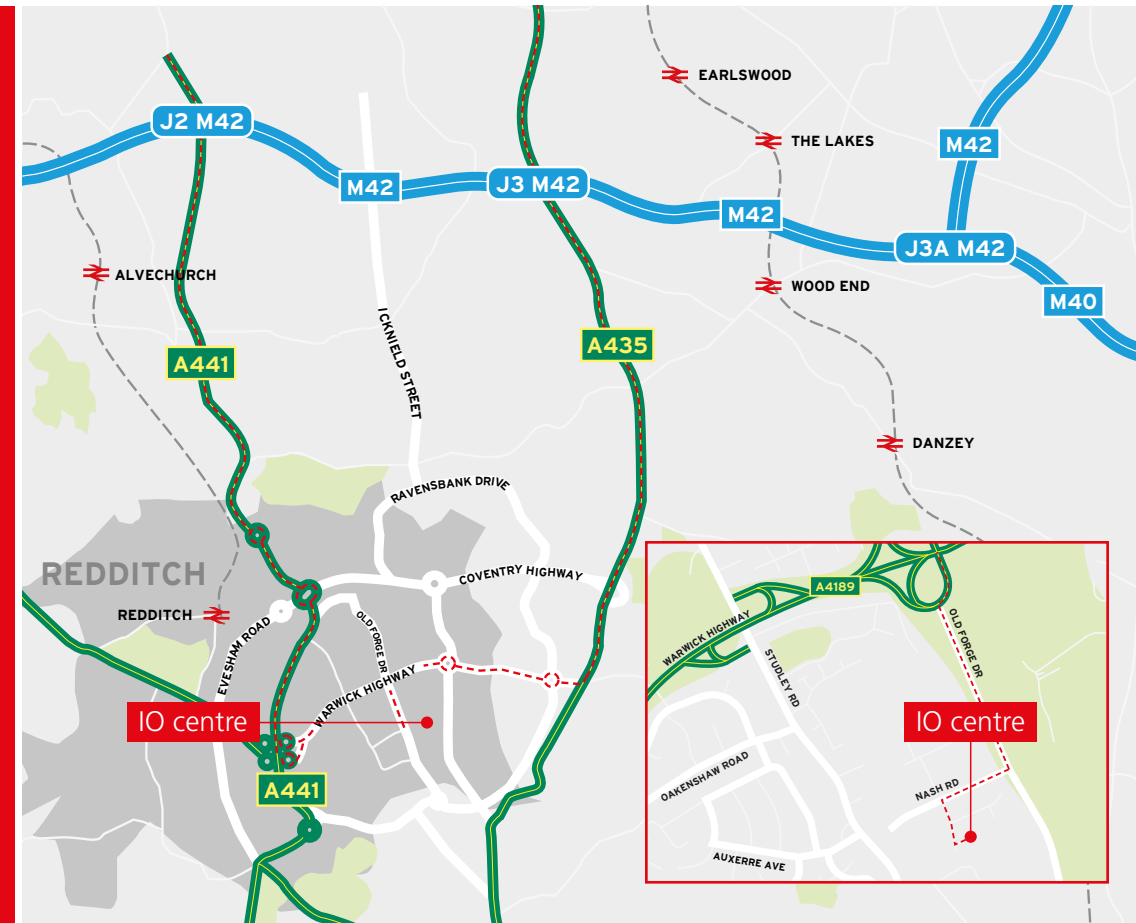 EARLSWOOD
J2 M42
THE LAKES
M42
M42
J3 M42
M42
J3A M42
ALVECHURCH
WOOD END
M40
ICKNIELD STREET
A435
A441
DANZEY
RAVENSBANK DRIVE
REDDITCH
COVENTRY HIGHWAY
A4189
REDDITCH
OLD FORGE DR
EVESHAM ROAD
WARWICK HIGHWAY
WARWICK HIGHWAY
OLD FORGE DR
STUDLEY RD
IO centre
IO centre
A441
OAKENSHAW ROAD
NASH RD
AUXERRE AVE